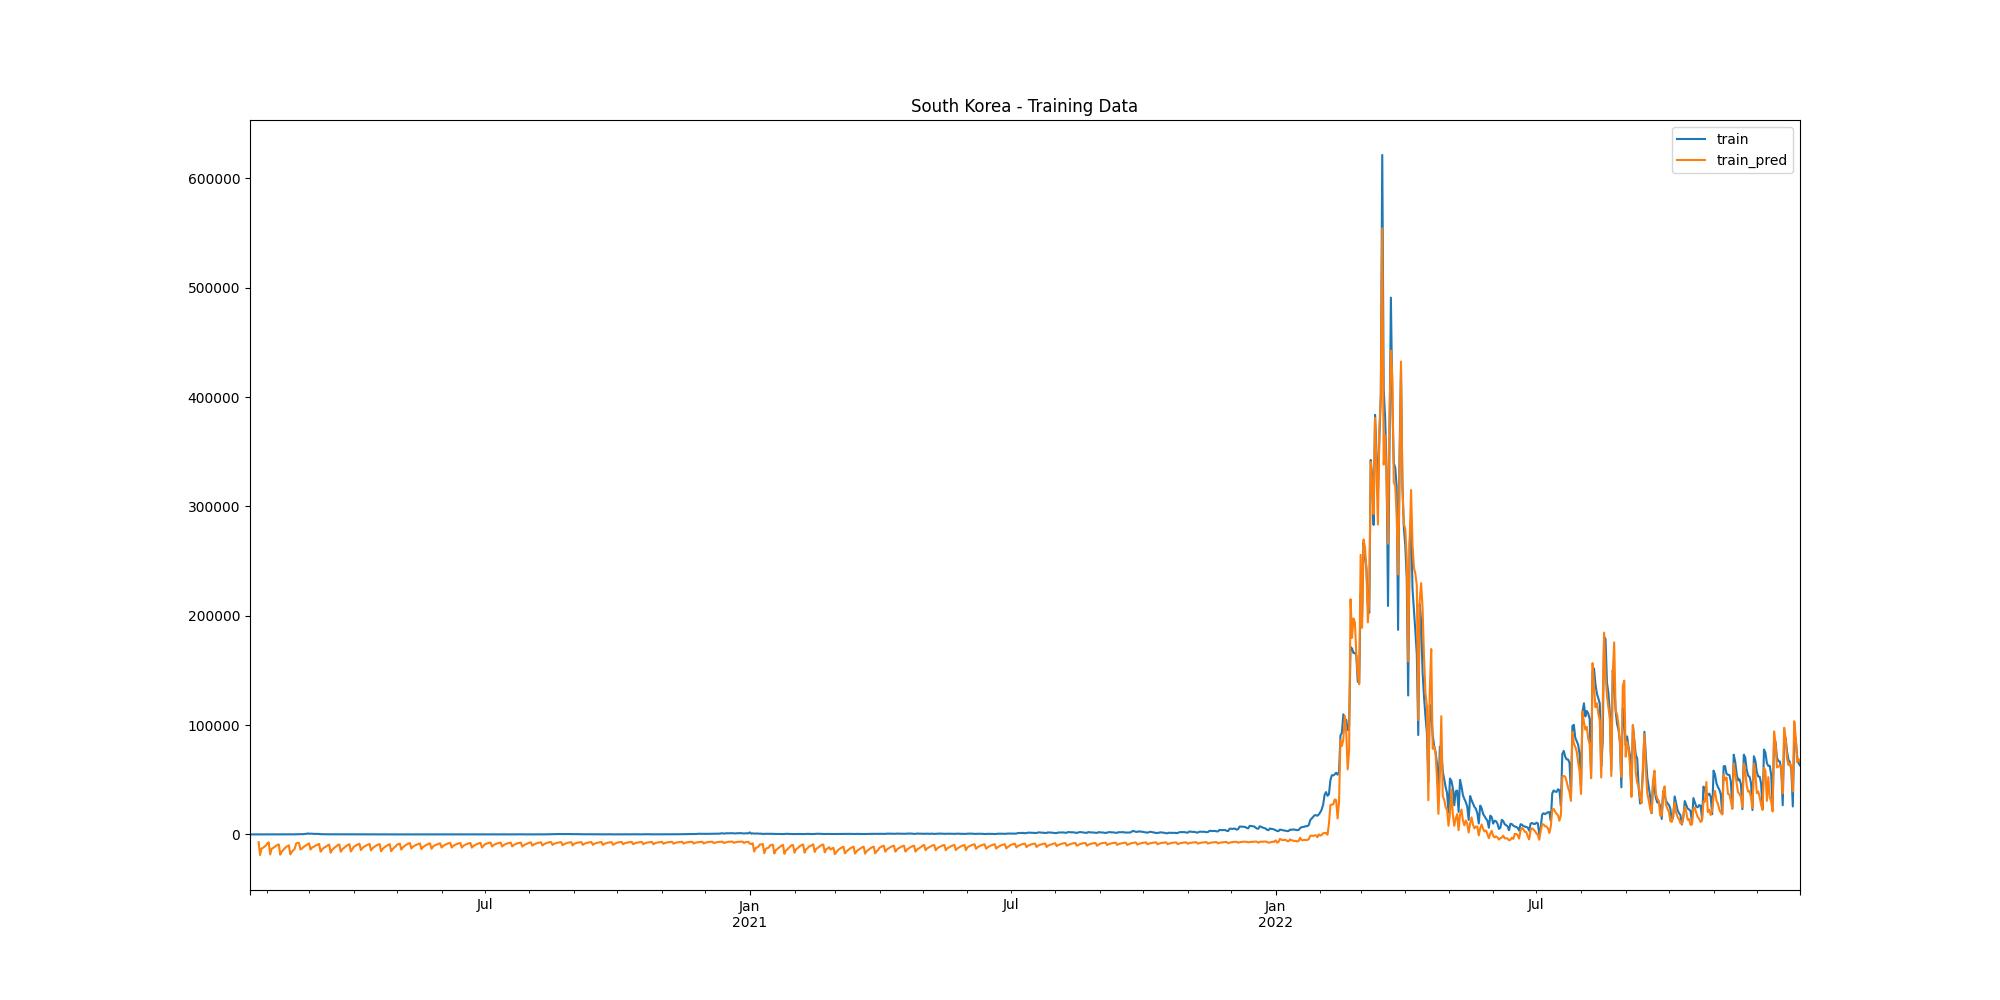 South Korea - Training Data
train
train_pred
600000
500000
400000
300000
200000
100000
0
Jul
Jan
2021
Jul
Jan
2022
Jul